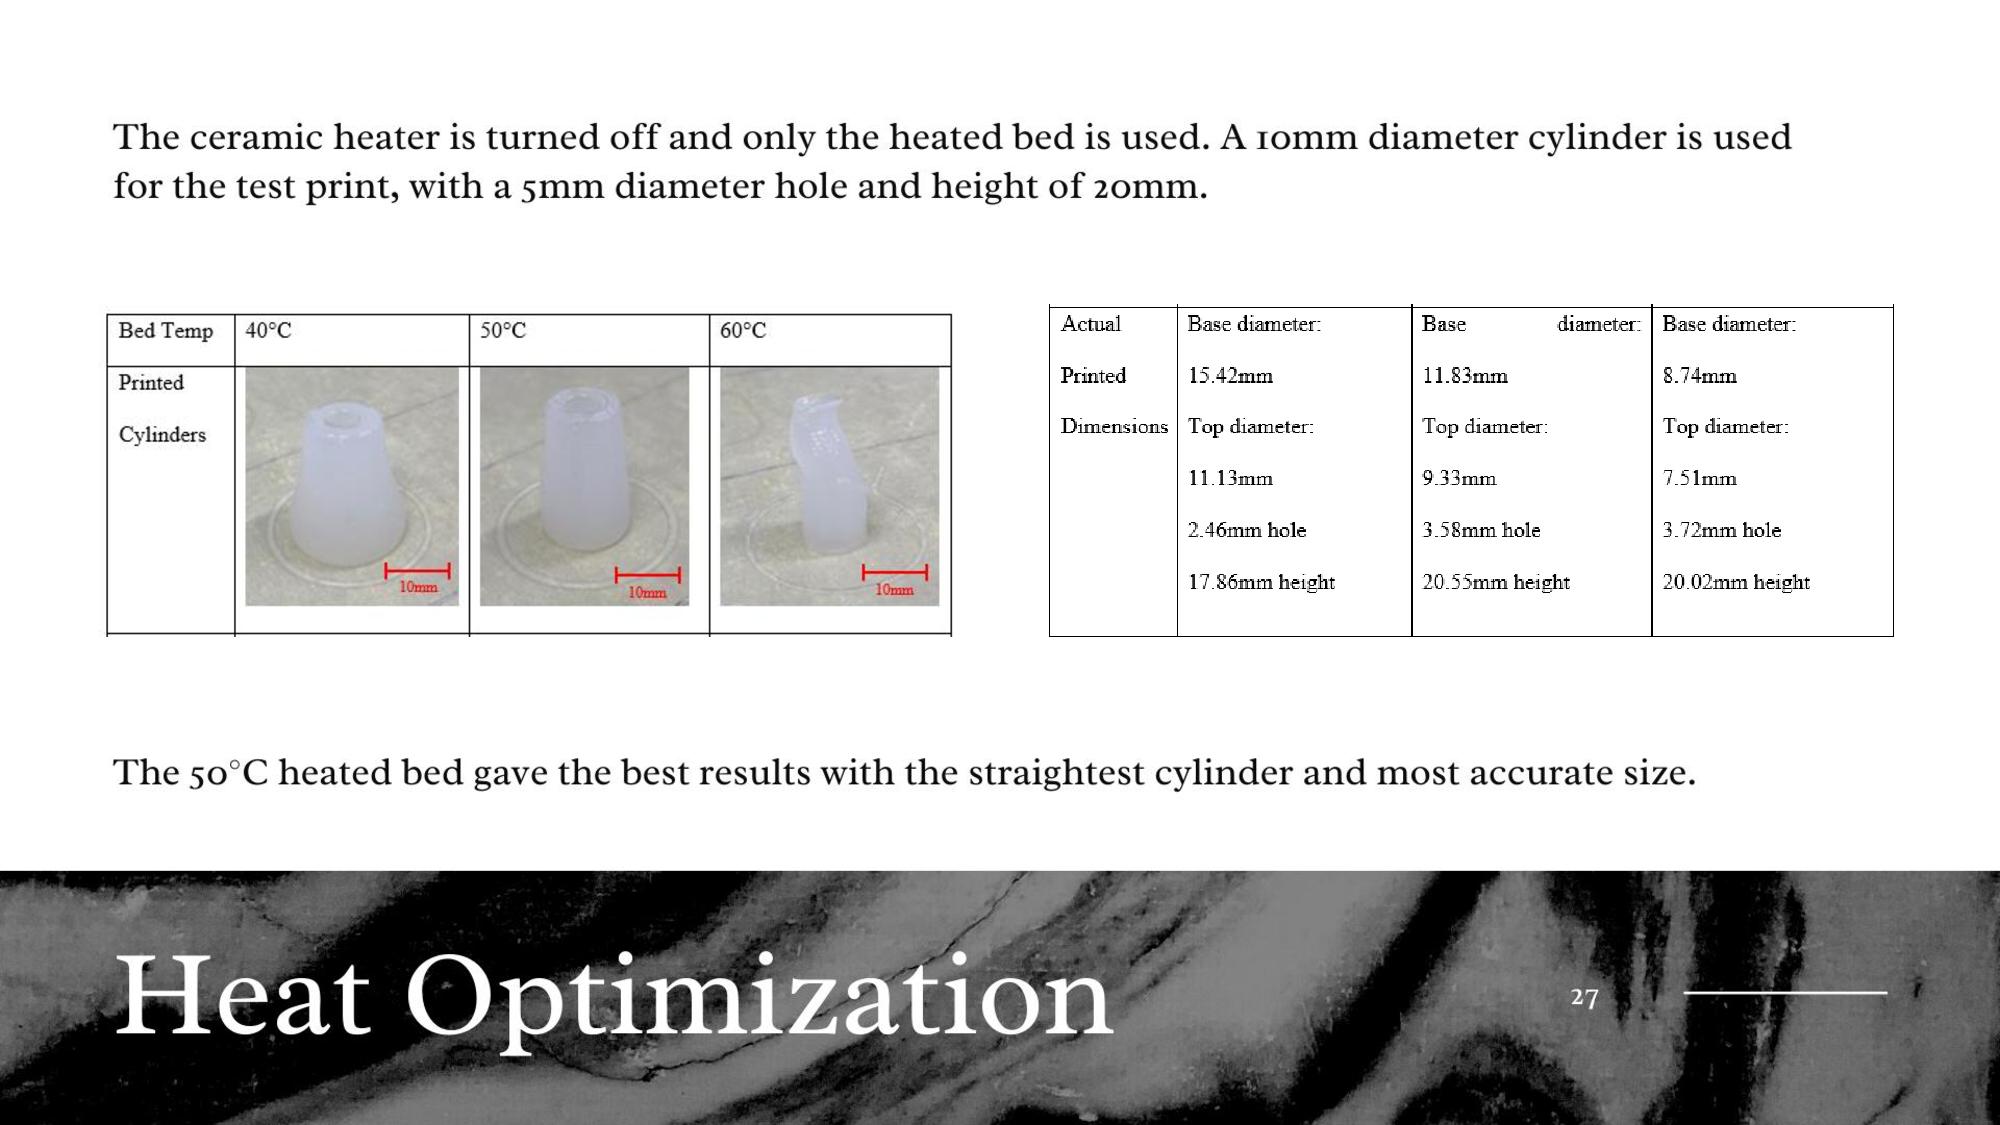 The ceramic heater is turned off and only the heated bed is used. A 10mm diameter cylinder is used
for the test print, with a 5mm diameter hole and height of 20mm.
Bed Temp 40°C 50°C 60°C
Printed
Cylinders
10mm 10mm 10mm
Actual Base diameter: Base diameter: Base diameter:
Printed 15.42mm 11.83mm 8.74mm
Dimensions Top diameter: Top diameter: Top diameter:
11.13mm 9.33mm 7.51mm
2.46mm hole 3.58mm hole 3.72mm hole
17.86mm height 20.55mm height 20.02mm height
The 50°C heated bed gave the best results with the straightest cylinder and most accurate size.
Heat Optimization
27